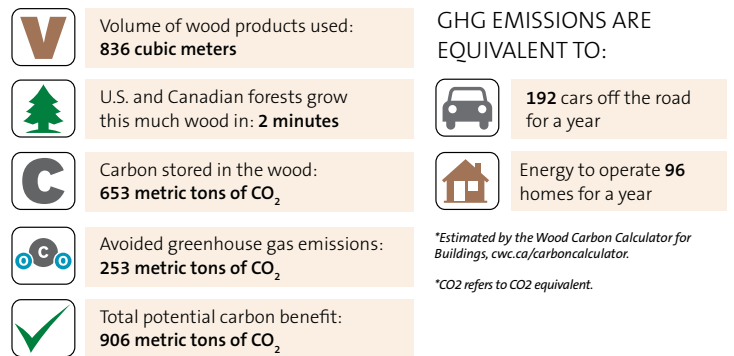 V
Volume of wood products used:
836 cubic meters
U.S. and Canadian forests grow
this much wood in: 2 minutes
C
Carbon stored in the wood:
653 metric tons of CO₂
O C O
Avoided greenhouse gas emissions:
253 metric tons of CO₂
Total potential carbon benefit:
906 metric tons of CO₂
GHG EMISSIONS ARE
EQUIVALENT TO:
192 cars off the road
for a year
Energy to operate 96
homes for a year
*Estimated by the Wood Carbon Calculator for
Buildings, cwc.ca/carboncalculator.
*CO2 refers to CO2 equivalent.